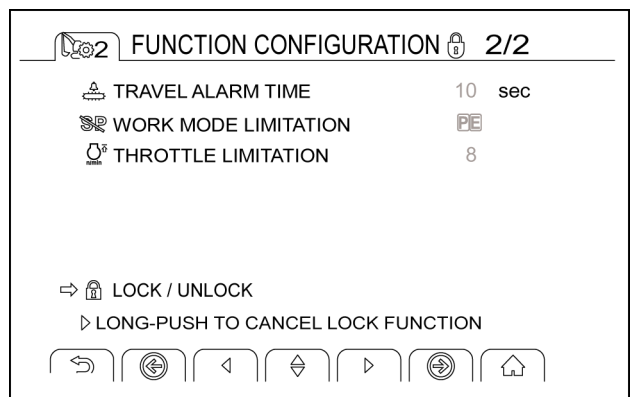 2 FUNCTION CONFIGURATION 2/2
TRAVEL ALARM TIME 10 sec
WORK MODE LIMITATION PE
n/min THROTTLE LIMITATION 8
LOCK / UNLOCK
LONG-PUSH TO CANCEL LOCK FUNCTION